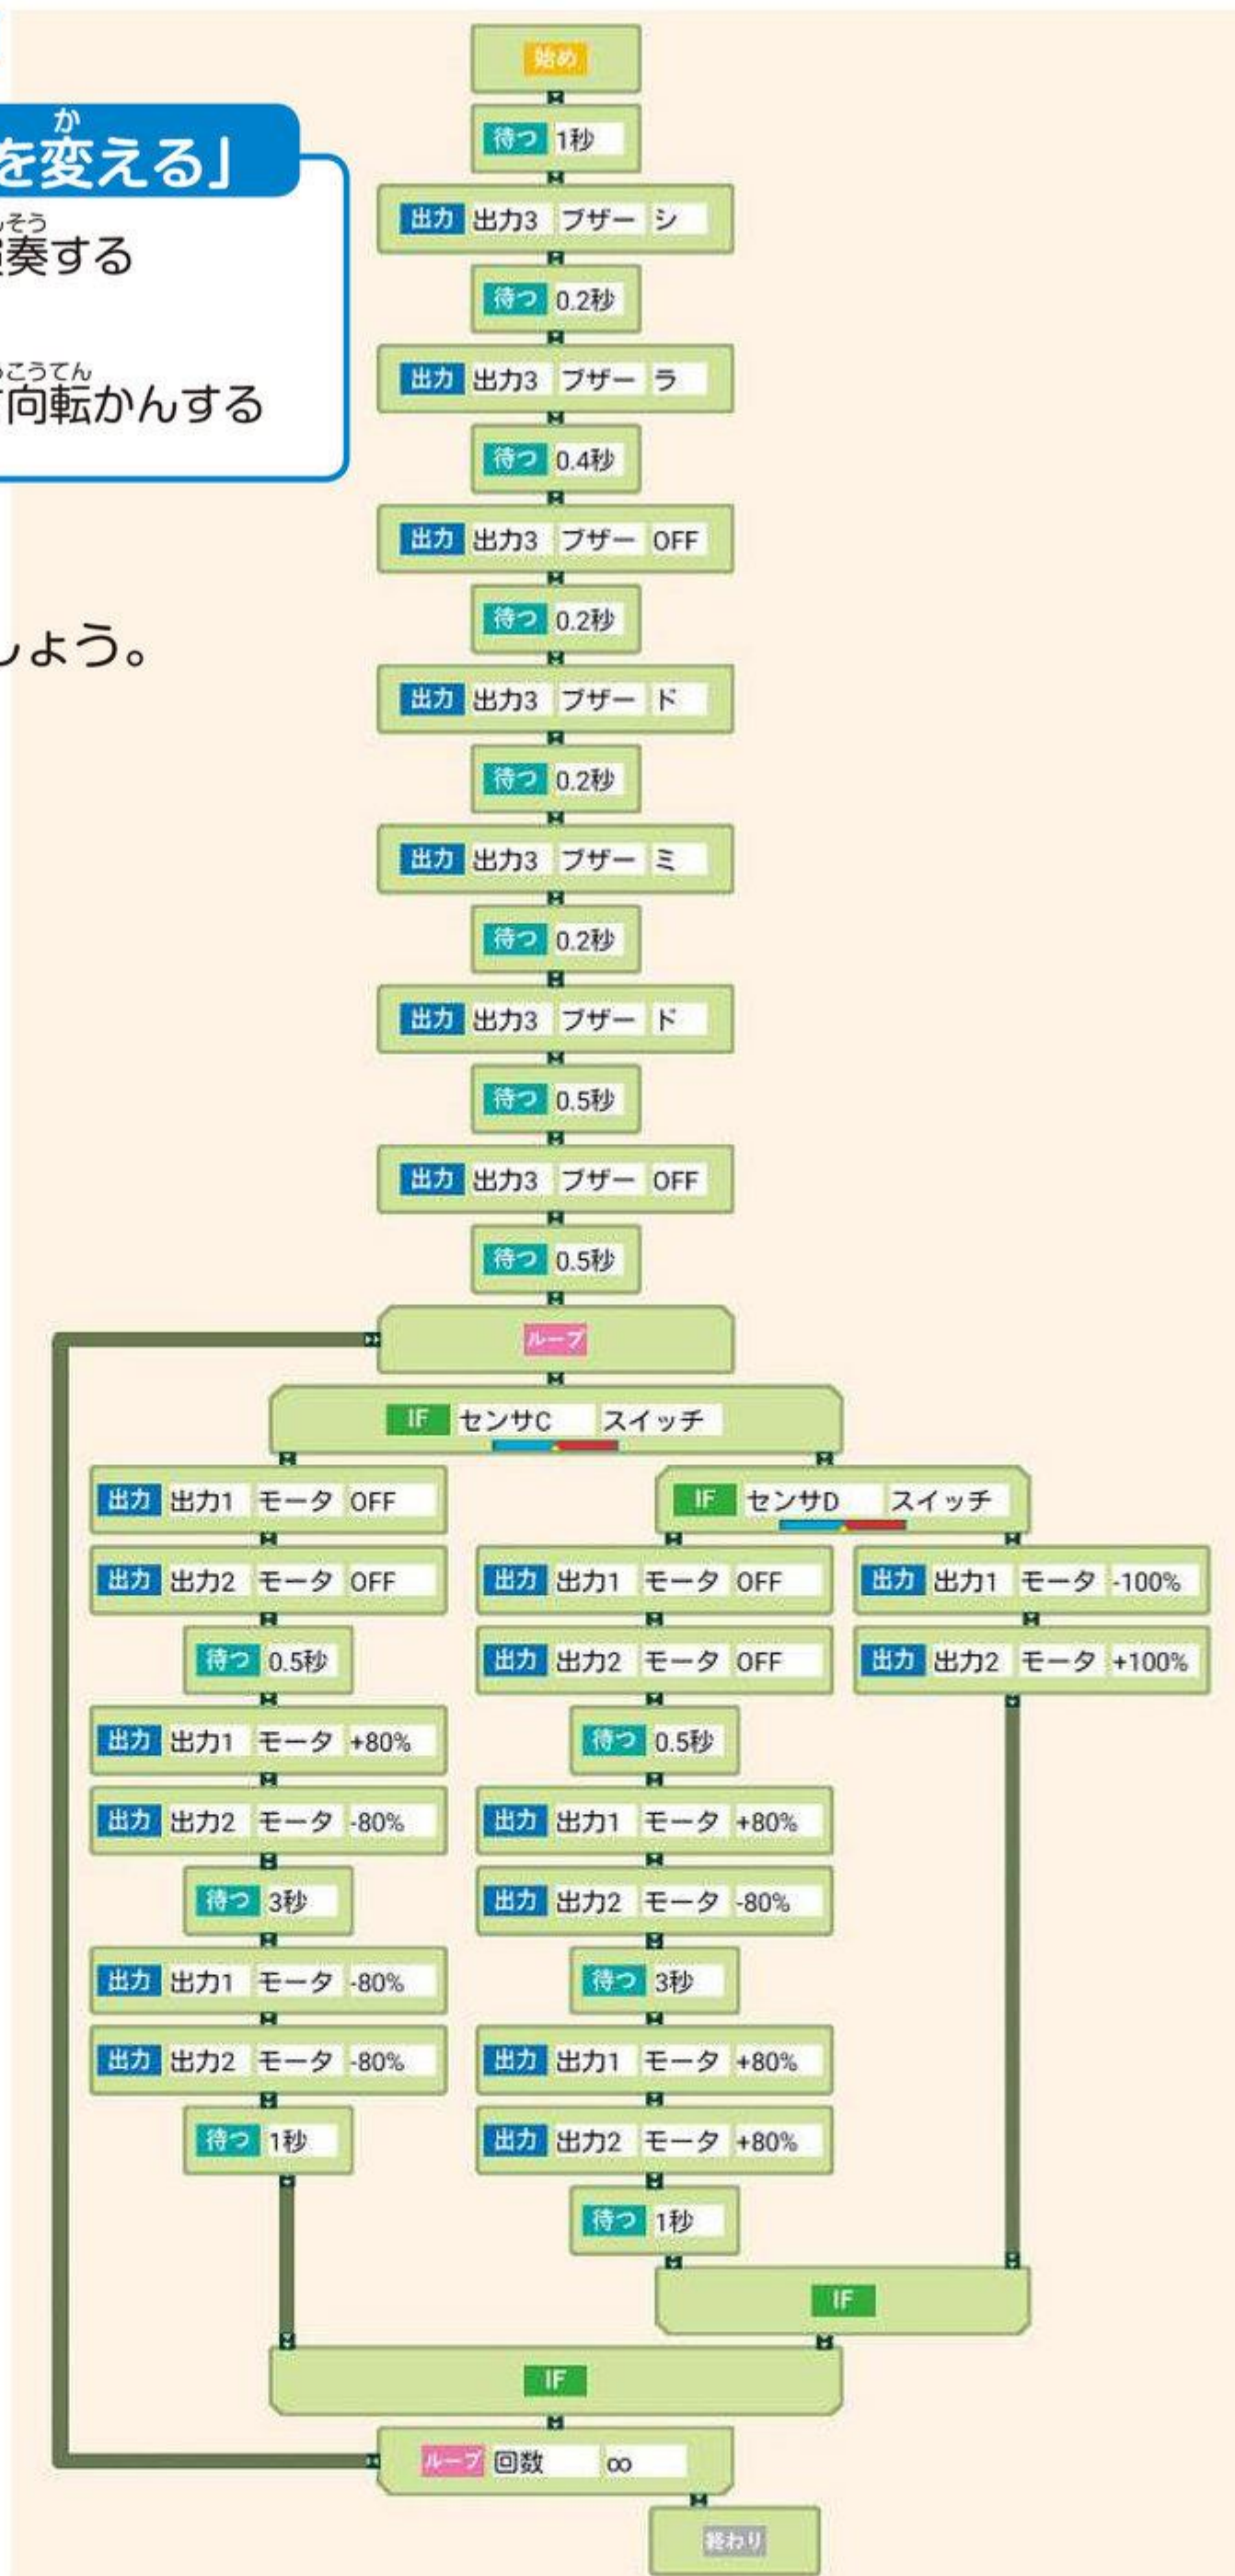 始め
待つ 1秒
か
を変える」
出力 出力3 ブザー シ
そう
奏する
待つ 0.2秒
出力 出力3 ブザー ラ
こうてん
向転かんする
待つ 0.4秒
出力 出力3 ブザー OFF
待つ 0.2秒
しょう。
出力 出力3 ブザー ド
待つ 0.2秒
出力 出力3 ブザー ミ
待つ 0.2秒
出力 出力3 ブザー ド
待つ 0.5秒
出力 出力3 ブザー OFF
待つ 0.5秒
ループ
IF センサC スイッチ
出力 出力1 モータ OFF
出力 出力2 モータ OFF
待つ 0.5秒
出力 出力1 モータ +80%
出力 出力2 モータ -80%
待つ 3秒
出力 出力1 モータ -80%
出力 出力2 モータ -80%
待つ 1秒
IF センサD スイッチ
出力 出力1 モータ OFF
出力 出力2 モータ OFF
待つ 0.5秒
出力 出力1 モータ +80%
出力 出力2 モータ -80%
待つ 3秒
出力 出力1 モータ +80%
出力 出力2 モータ +80%
待つ 1秒
出力 出力1 モータ -100%
出力 出力2 モータ +100%
IF
IF
ループ 回数 ∞
終わり